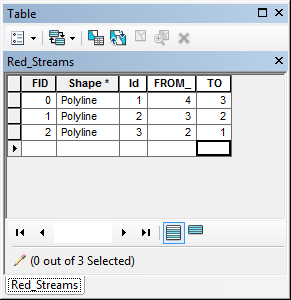 Table
Red_Streams
FID Shape * Id FROM_ TO
0 Polyline 1 4 3
1 Polyline 2 3 2
2 Polyline 3 2 1
(0 out of 3 Selected)
Red_Streams